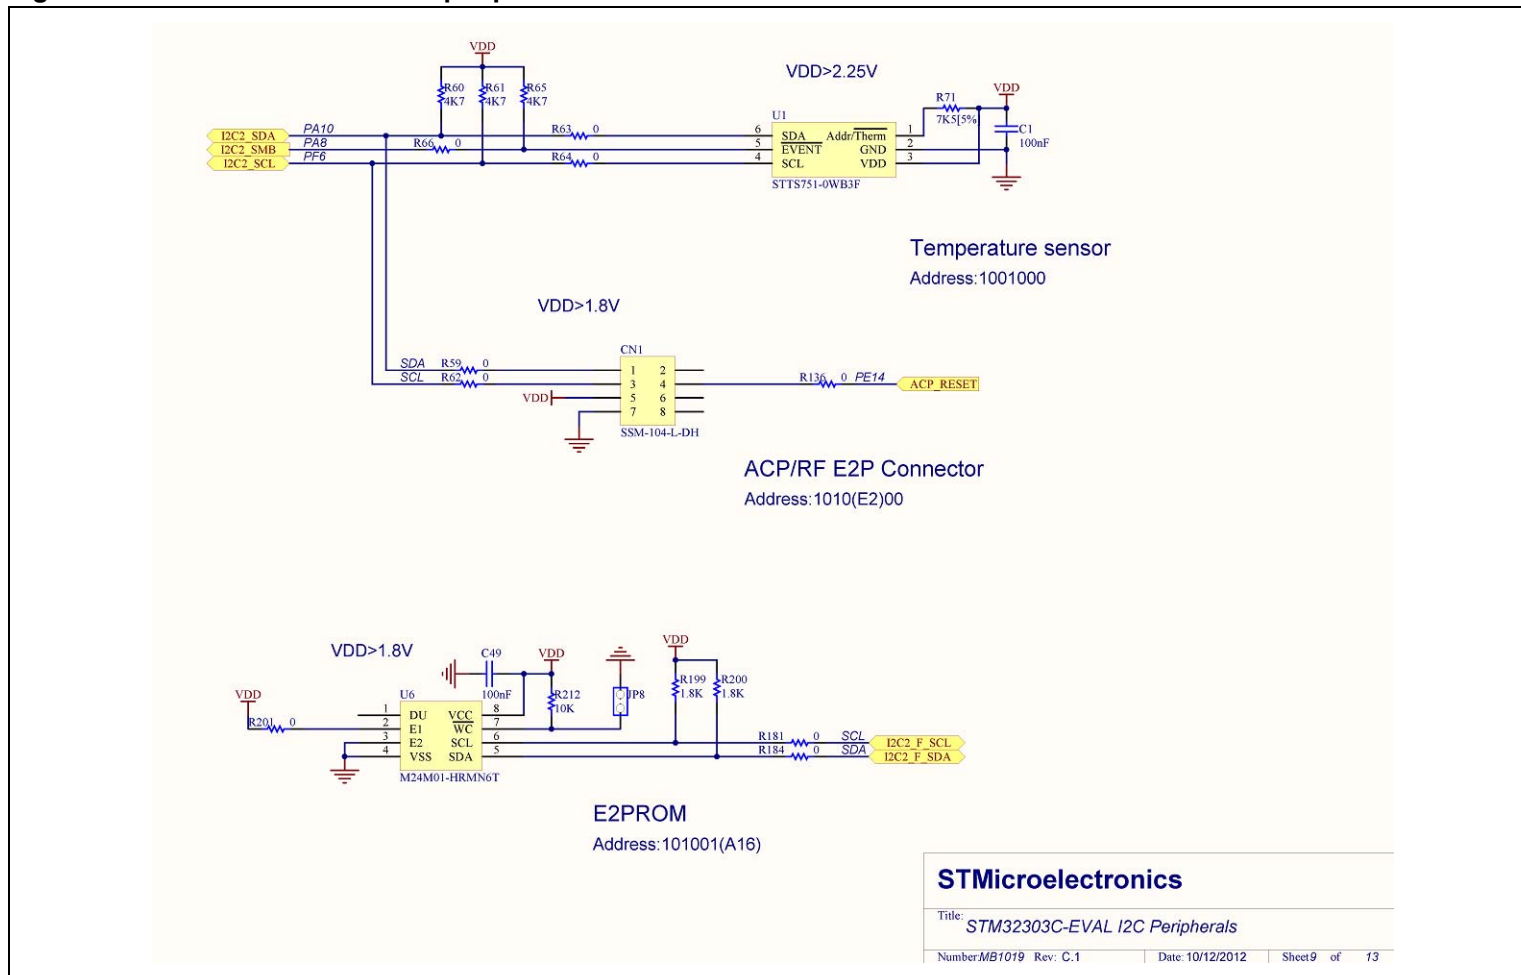 VDD
VDD>2.25V
R60 R61 R65
4K7 4K7 4K7
VDD
R71
7K5[5%
U1
C1
100nF
I2C2_SDA PA10 R63 0 6 SDA Addr/Therm 1
I2C2_SMB PA8 R66 0 5 EVENT GND 2
I2C2_SCL PF6 R64 0 4 SCL VDD 3
STTS751-0WB3F
Temperature sensor
Address:1001000
VDD>1.8V
CN1
SDA R59 0 1 2
SCL R62 0 3 4 R136 0 PE14 ACP_RESET
VDD 5 6
7 8
SSM-104-L-DH
ACP/RF E2P Connector
Address:1010(E2)00
VDD
VDD>1.8V
C49
100nF
VDD
R199 R200
1.8K 1.8K
R212
10K
JP8
VDD
U6
R201 0
1 DU VCC 8
2 E1 WC 7
3 E2 SCL 6 R181 0 SCL I2C2_F_SCL
4 VSS SDA 5 R184 0 SDA I2C2_F_SDA
M24M01-HRMN6T
E2PROM
Address:101001(A16)
STMicroelectronics
Title: STM32303C-EVAL I2C Peripherals
Number:MB1019 Rev: C.1 Date:10/12/2012 Sheet9 of 13